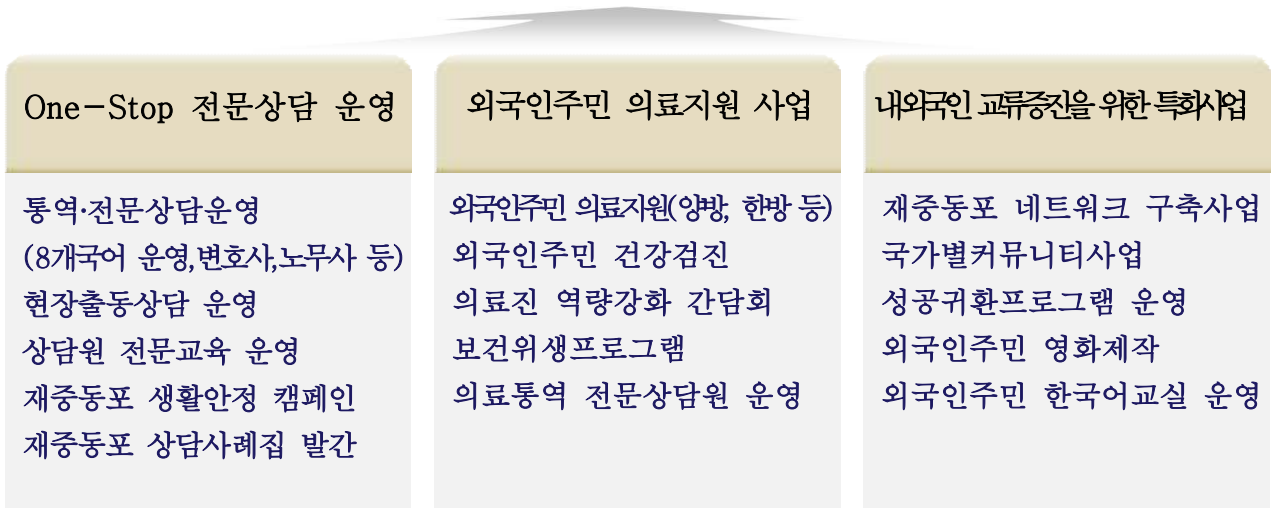 One-Stop 전문상담 운영
통역·전문상담운영
(8개국어 운영,변호사,노무사 등)
현장출동상담 운영
상담원 전문교육 운영
재중동포 생활안정 캠페인
재중동포 상담사례집 발간
외국인주민 의료지원 사업
외국인주민 의료지원(양방, 한방 등)
외국인주민 건강검진
의료진 역량강화 간담회
보건위생프로그램
의료통역 전문상담원 운영
내외국인 교류증진을 위한 특화사업
재중동포 네트워크 구축사업
국가별커뮤니티사업
성공귀환프로그램 운영
외국인주민 영화제작
외국인주민 한국어교실 운영